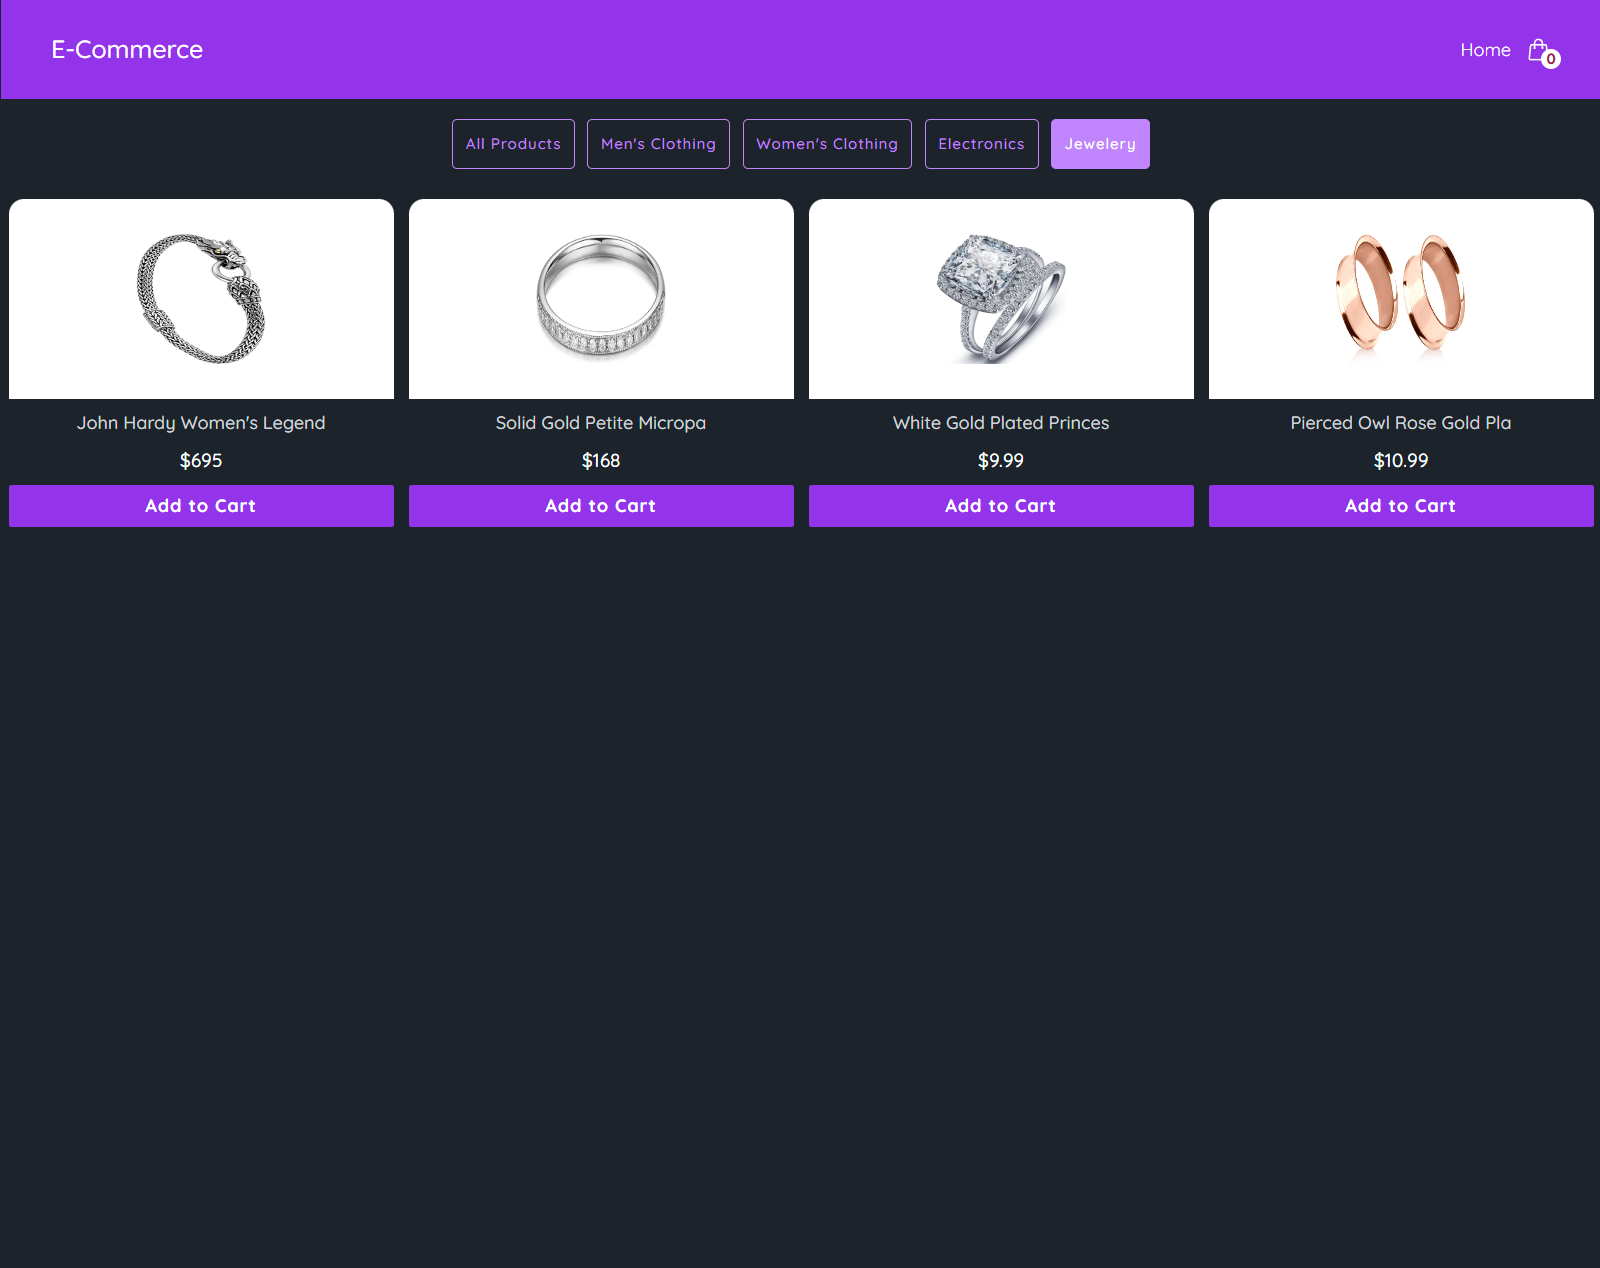 E-Commerce
Home
0
All Products
Men's Clothing
Women's Clothing
Electronics
Jewelery
John Hardy Women's Legend
$695
Add to Cart
Solid Gold Petite Micropa
$168
Add to Cart
White Gold Plated Princes
$9.99
Add to Cart
Pierced Owl Rose Gold Pla
$10.99
Add to Cart